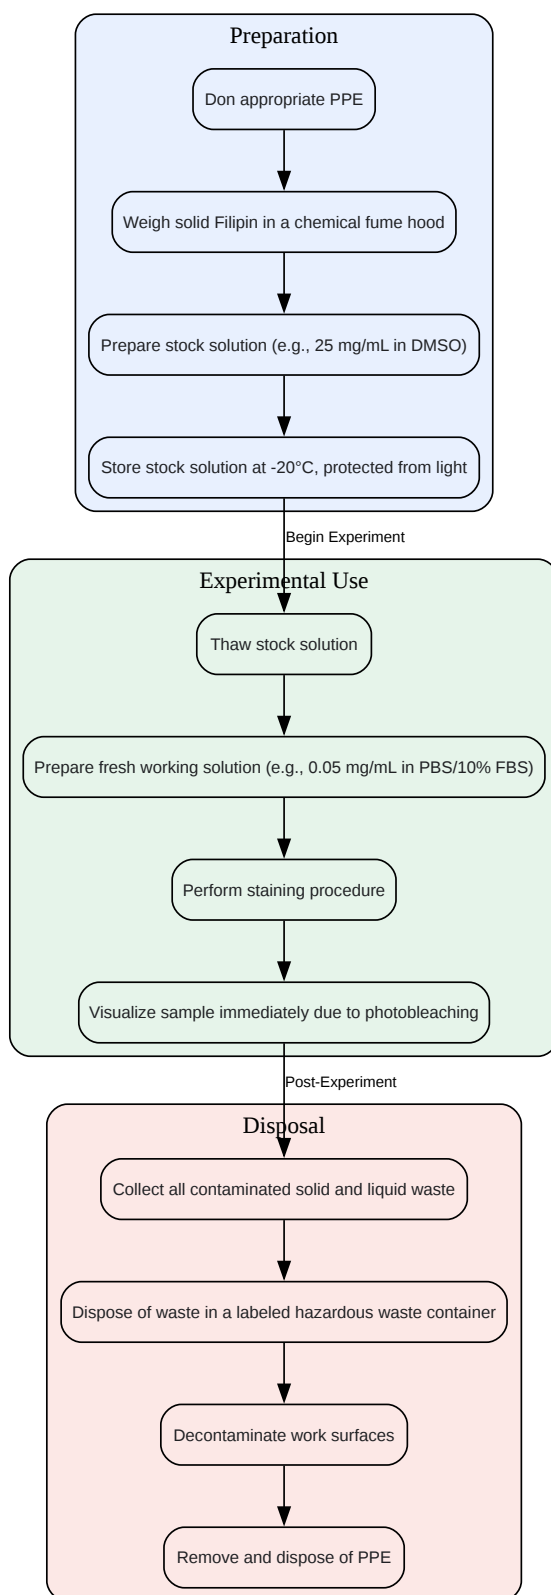 Preparation
Don appropriate PPE
Weigh solid Filipin in a chemical fume hood
Prepare stock solution (e.g., 25 mg/mL in DMSO)
Store stock solution at -20°C, protected from light
Begin Experiment
Experimental Use
Thaw stock solution
Prepare fresh working solution (e.g., 0.05 mg/mL in PBS/10% FBS)
Perform staining procedure
Visualize sample immediately due to photobleaching
Post-Experiment
Disposal
Collect all contaminated solid and liquid waste
Dispose of waste in a labeled hazardous waste container
Decontaminate work surfaces
Remove and dispose of PPE